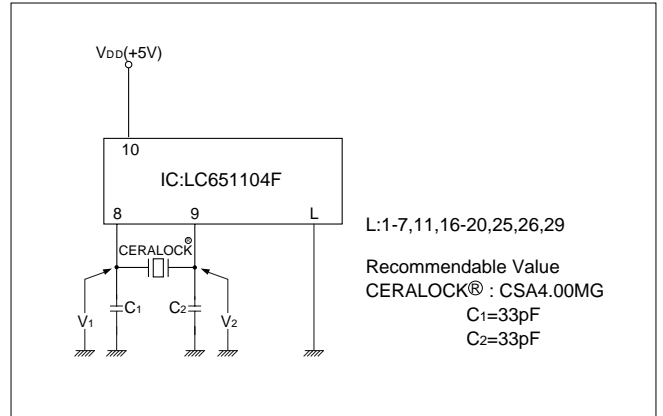 VDD(+5V)
10
IC:LC651104F
8 9 L
CERALOCK®
C1 C2
V1 V2
L:1-7,11,16-20,25,26,29
Recommendable Value
CERALOCK® : CSA4.00MG
C1=33pF
C2=33pF